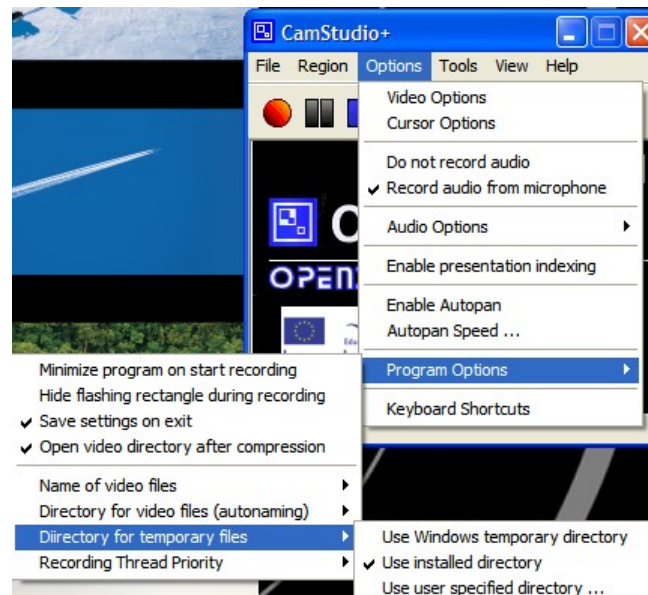 CamStudio+
File Region Options Tools View Help
Video Options
Cursor Options
Do not record audio
Record audio from microphone
Audio Options
Enable presentation indexing
Enable Autopan
Autopan Speed ...
Program Options
Keyboard Shortcuts
Minimize program on start recording
Hide flashing rectangle during recording
Save settings on exit
Open video directory after compression
Name of video files
Directory for video files (autonaming)
Diirectory for temporary files
Recording Thread Priority
Use Windows temporary directory
Use installed directory
Use user specified directory ...